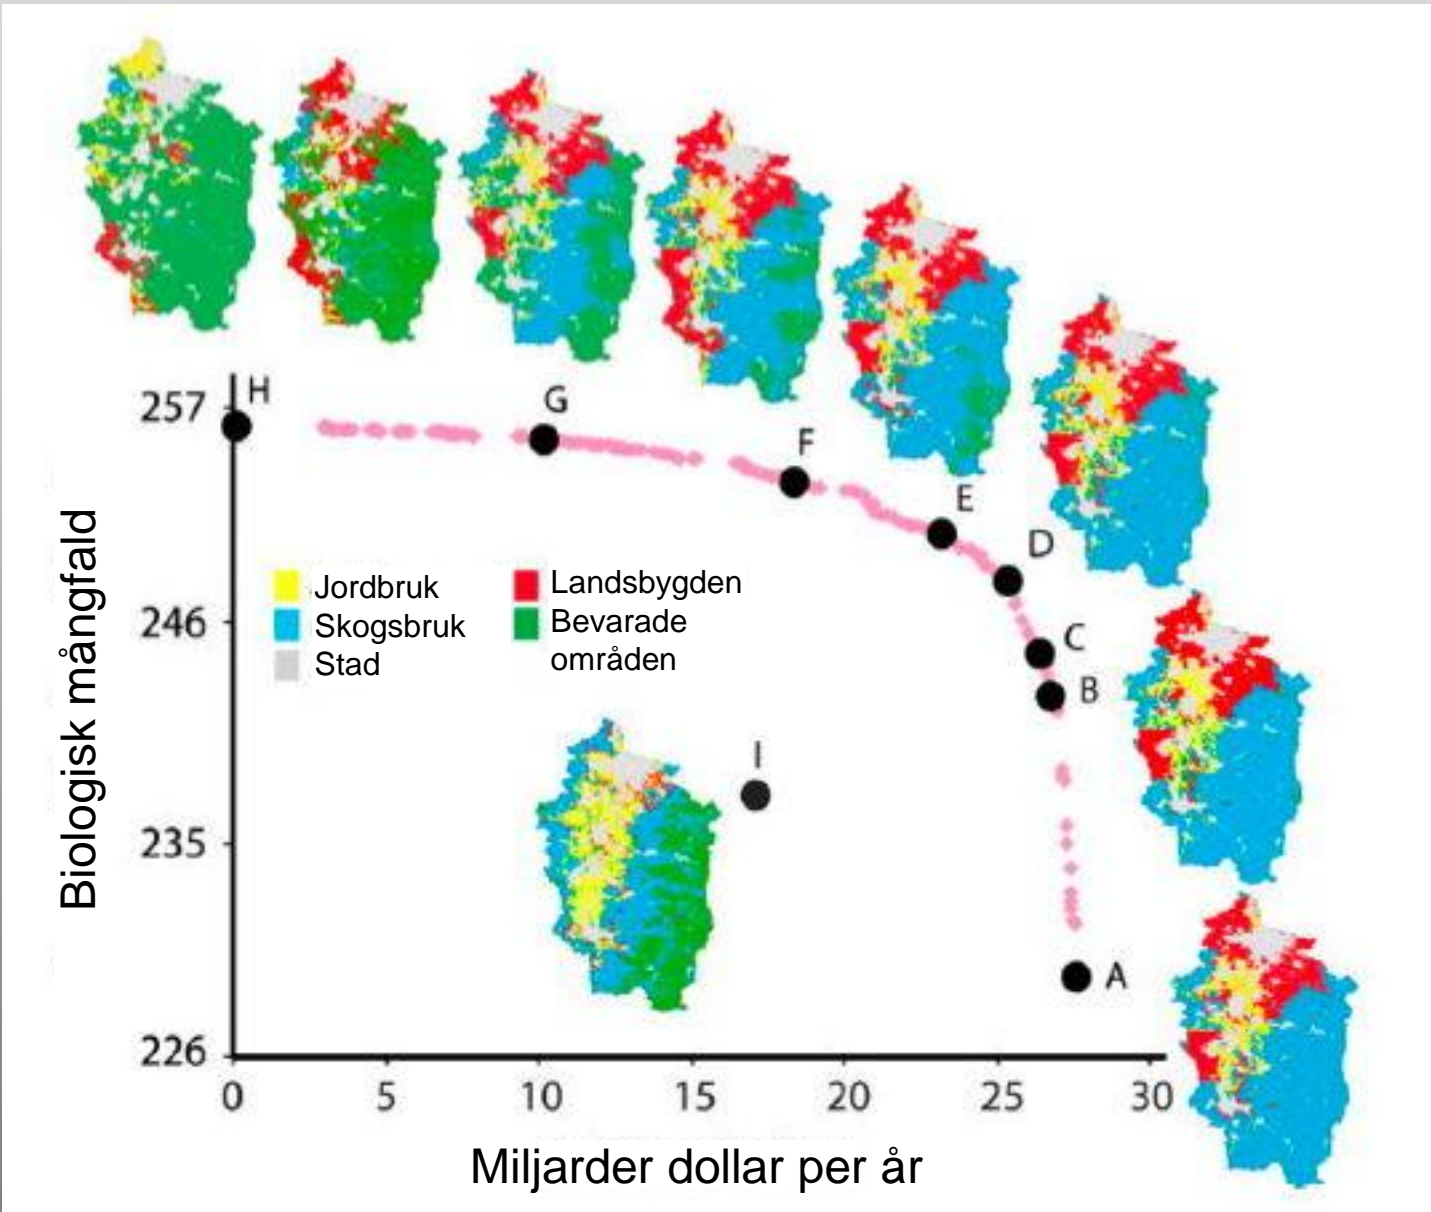 257
H
G
F
E
D
C
B
I
A
246
235
226
Biologisk mångfald
Jordbruk
Skogsbruk
Stad
Landsbygden
Bevarade
områden
0 5 10 15 20 25 30
Miljarder dollar per år